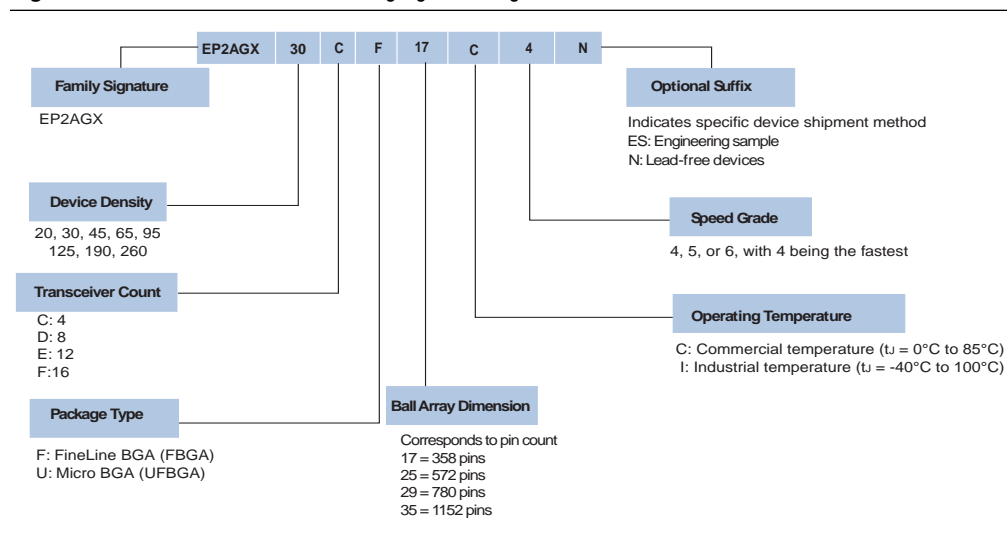 EP2AGX 30 C F 17 C 4 N
Family Signature
EP2AGX
Optional Suffix
Indicates specific device shipment method
ES: Engineering sample
N: Lead-free devices
Device Density
20, 30, 45, 65, 95
125, 190, 260
Speed Grade
4, 5, or 6, with 4 being the fastest
Transceiver Count
C: 4
D: 8
E: 12
F:16
Operating Temperature
C: Commercial temperature (tJ = 0°C to 85°C)
I: Industrial temperature (tJ = -40°C to 100°C)
Package Type
F: FineLine BGA (FBGA)
U: Micro BGA (UFBGA)
Ball Array Dimension
Corresponds to pin count
17 = 358 pins
25 = 572 pins
29 = 780 pins
35 = 1152 pins